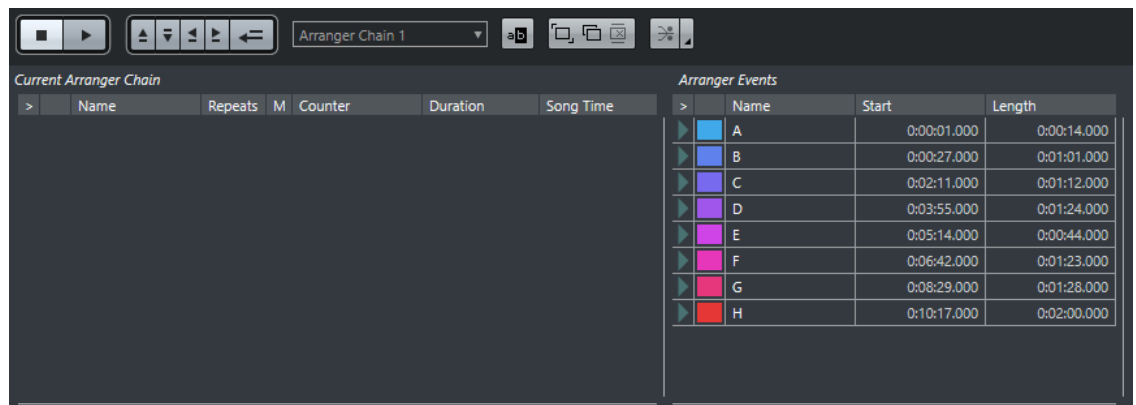 Arranger Chain 1
ab
Current Arranger Chain
Arranger Events
> Name Repeats M Counter Duration Song Time
> Name Start Length
A 0:00:01.000 0:00:14.000
B 0:00:27.000 0:01:01.000
C 0:02:11.000 0:01:12.000
D 0:03:55.000 0:01:24.000
E 0:05:14.000 0:00:44.000
F 0:06:42.000 0:01:23.000
G 0:08:29.000 0:01:28.000
H 0:10:17.000 0:02:00.000